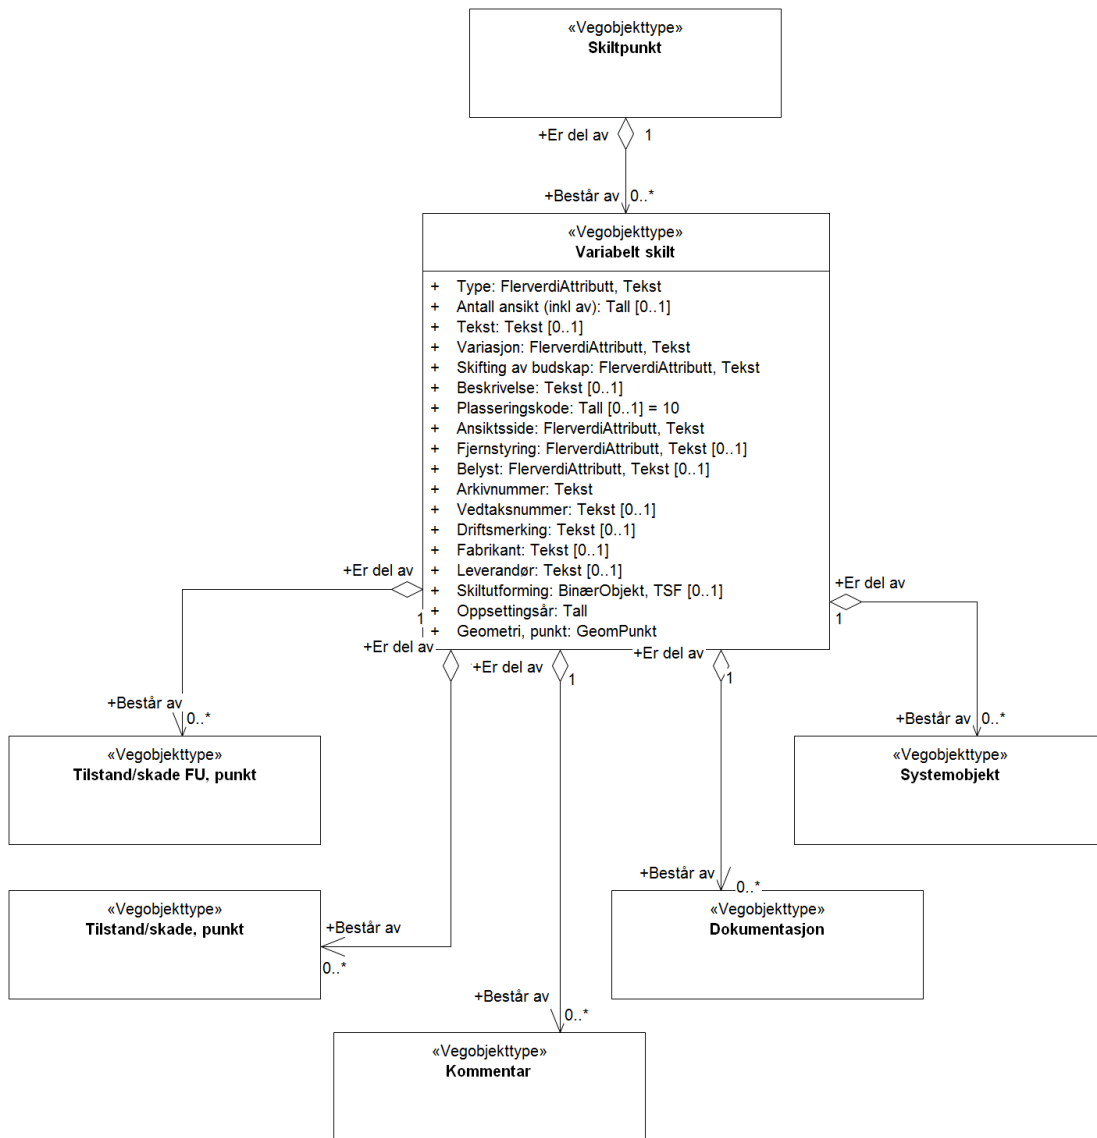 «Vegobjekttype»
Skiltpunkt
+Er del av 1
+Består av 0..*
«Vegobjekttype»
Variabelt skilt
+ Type: FlerverdiAttributt, Tekst
+ Antall ansikt (inkl av): Tall [0..1]
+ Tekst: Tekst [0..1]
+ Variasjon: FlerverdiAttributt, Tekst
+ Skifting av budskap: FlerverdiAttributt, Tekst
+ Beskrivelse: Tekst [0..1]
+ Plasseringskode: Tall [0..1] = 10
+ Ansiktsside: FlerverdiAttributt, Tekst
+ Fjernstyring: FlerverdiAttributt, Tekst [0..1]
+ Belyst: FlerverdiAttributt, Tekst [0..1]
+ Arkivnummer: Tekst
+ Vedtaksnummer: Tekst [0..1]
+ Driftsmerking: Tekst [0..1]
+ Fabrikant: Tekst [0..1]
+ Leverandør: Tekst [0..1]
+ Skiltutforming: BinærObjekt, TSF [0..1]
+ Oppsettingsår: Tall
+ Geometri, punkt: GeomPunkt
+Er del av
1
+Er del av
1
+Er del av
+Er del av
1
+Er del av
1
+Består av
0..*
+Består av 0..*
«Vegobjekttype»
Tilstand/skade FU, punkt
«Vegobjekttype»
Systemobjekt
+Består av
0..*
«Vegobjekttype»
Tilstand/skade, punkt
+Består av
0..*
«Vegobjekttype»
Dokumentasjon
+Består av
0..*
«Vegobjekttype»
Kommentar